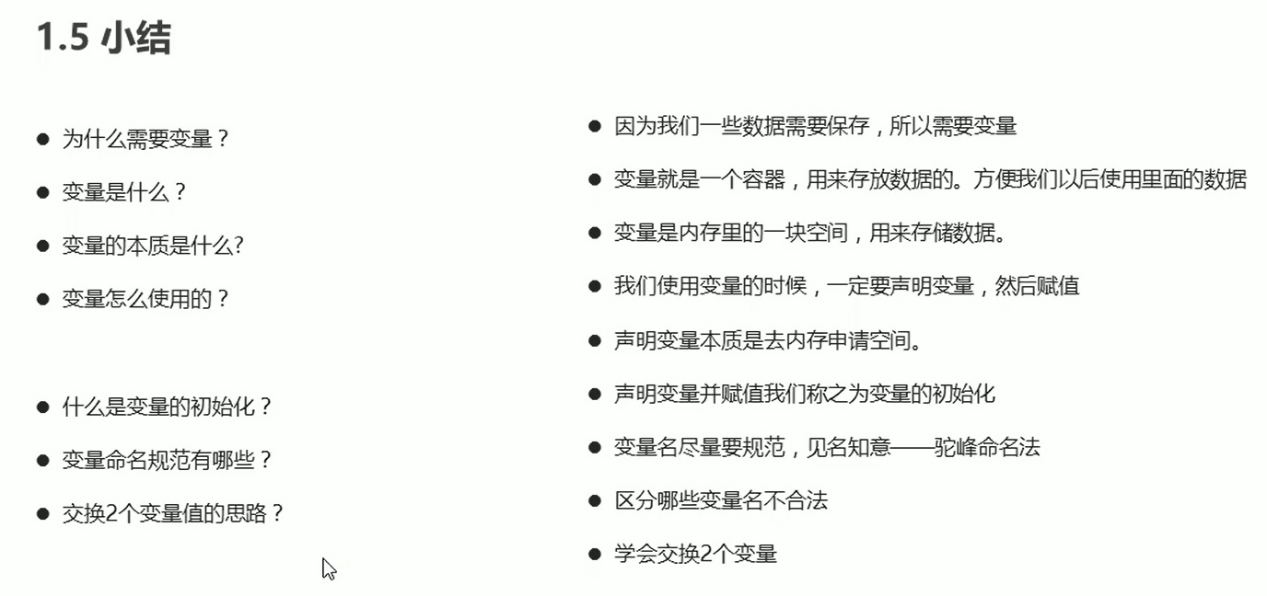 1.5 小结
为什么需要变量？
变量是什么？
变量的本质是什么?
变量怎么使用的？
什么是变量的初始化？
变量命名规范有哪些？
交换2个变量值的思路？
因为我们一些数据需要保存，所以需要变量
变量就是一个容器，用来存放数据的。方便我们以后使用里面的数据
变量是内存里的一块空间，用来存储数据。
我们使用变量的时候，一定要声明变量，然后赋值
声明变量本质是去内存申请空间。
声明变量并赋值我们称之为变量的初始化
变量名尽量要规范，见名知意——驼峰命名法
区分哪些变量名不合法
学会交换2个变量